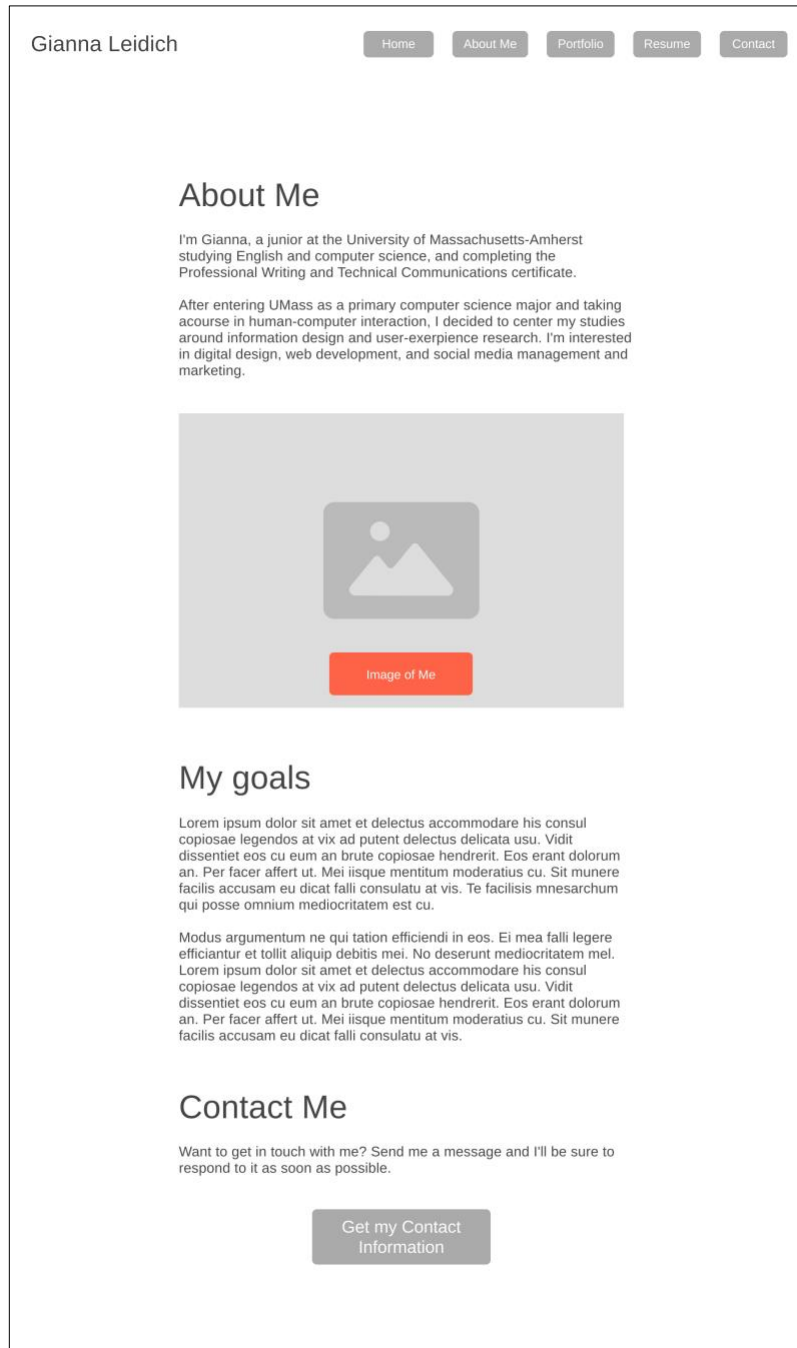 Gianna Leidich
Home
About Me
Portfolio
Resume
Contact
About Me
I'm Gianna, a junior at the University of Massachusetts-Amherst
studying English and computer science, and completing the
Professional Writing and Technical Communications certificate.
After entering UMass as a primary computer science major and taking
acourse in human-computer interaction, I decided to center my studies
around information design and user-exerpience research. I'm interested
in digital design, web development, and social media management and
marketing.
Image of Me
My goals
Lorem ipsum dolor sit amet et delectus accommodare his consul
copiosae legendos at vix ad putent delectus delicata usu. Vidit
dissentiet eos cu eum an brute copiosae hendrerit. Eos erant dolorum
an. Per facer affert ut. Mei iisque mentitum moderatius cu. Sit munere
facilis accusam eu dicat falli consulatu at vis. Te facilisis mnesarchum
qui posse omnium mediocritatem est cu.
Modus argumentum ne qui tation efficiendi in eos. Ei mea falli legere
efficiantur et tollit aliquip debitis mei. No deserunt mediocritatem mel.
Lorem ipsum dolor sit amet et delectus accommodare his consul
copiosae legendos at vix ad putent delectus delicata usu. Vidit
dissentiet eos cu eum an brute copiosae hendrerit. Eos erant dolorum
an. Per facer affert ut. Mei iisque mentitum moderatius cu. Sit munere
facilis accusam eu dicat falli consulatu at vis.
Contact Me
Want to get in touch with me? Send me a message and I'll be sure to
respond to it as soon as possible.
Get my Contact
Information